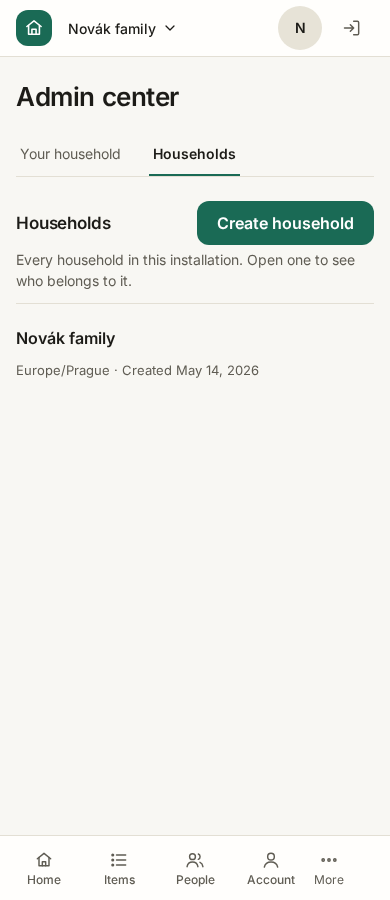 Novák family
N
Admin center
Your household
Households
Households
Create household
Every household in this installation. Open one to see
who belongs to it.
Novák family
Europe/Prague · Created May 14, 2026
Home
Items
People
Account
More